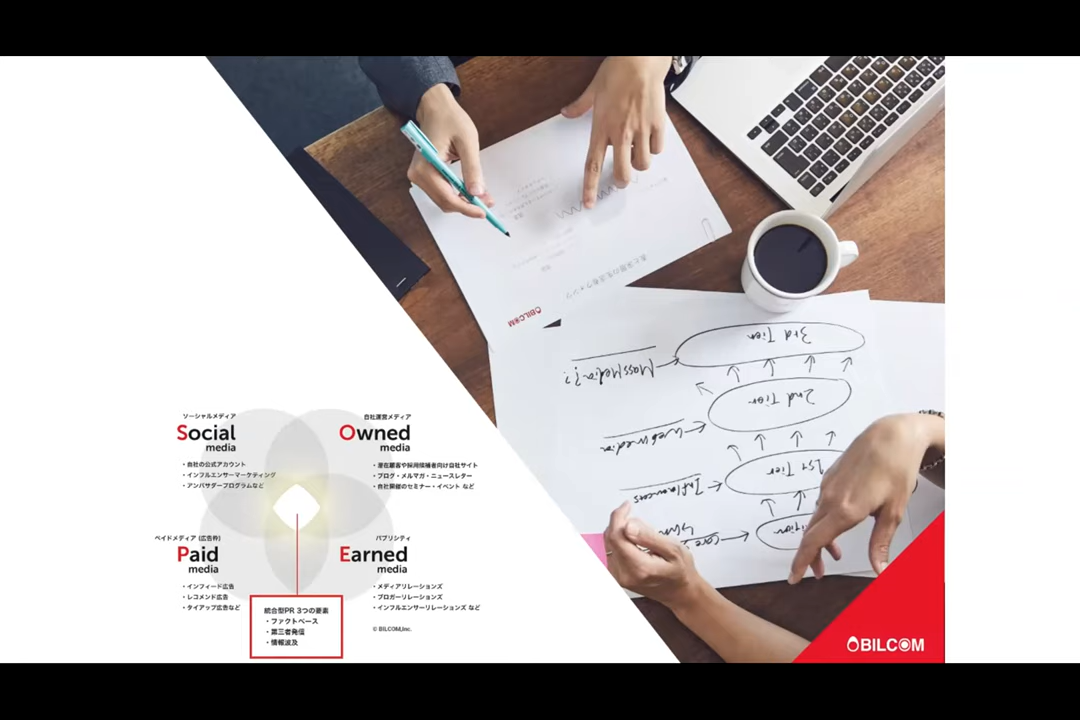 ソーシャルメディア
Social
media
・自社の公式アカウント
・インフルエンサーマーケティング
・アンバサダープログラムなど
自社運営メディア
Owned
media
・潜在顧客や採用候補者向け自社サイト
・ブログ・メルマガ・ニュースレター
・自社開催のセミナー・イベント など
ペイドメディア (広告枠)
Paid
media
・インフィード広告
・レコメンド広告
・タイアップ広告など
パブリシティ
Earned
media
・メディアリレーションズ
・ブロガーリレーションズ
・インフルエンサーリレーションズ など
統合型PR 3つの要素
・ファクトベース
・第三者発信
・情報波及
© BILCOM,Inc.
BILCOM
3rd Tier
MassMedia??
2nd Tier
WebMedia
1st Tier
Influencers
BILCOM